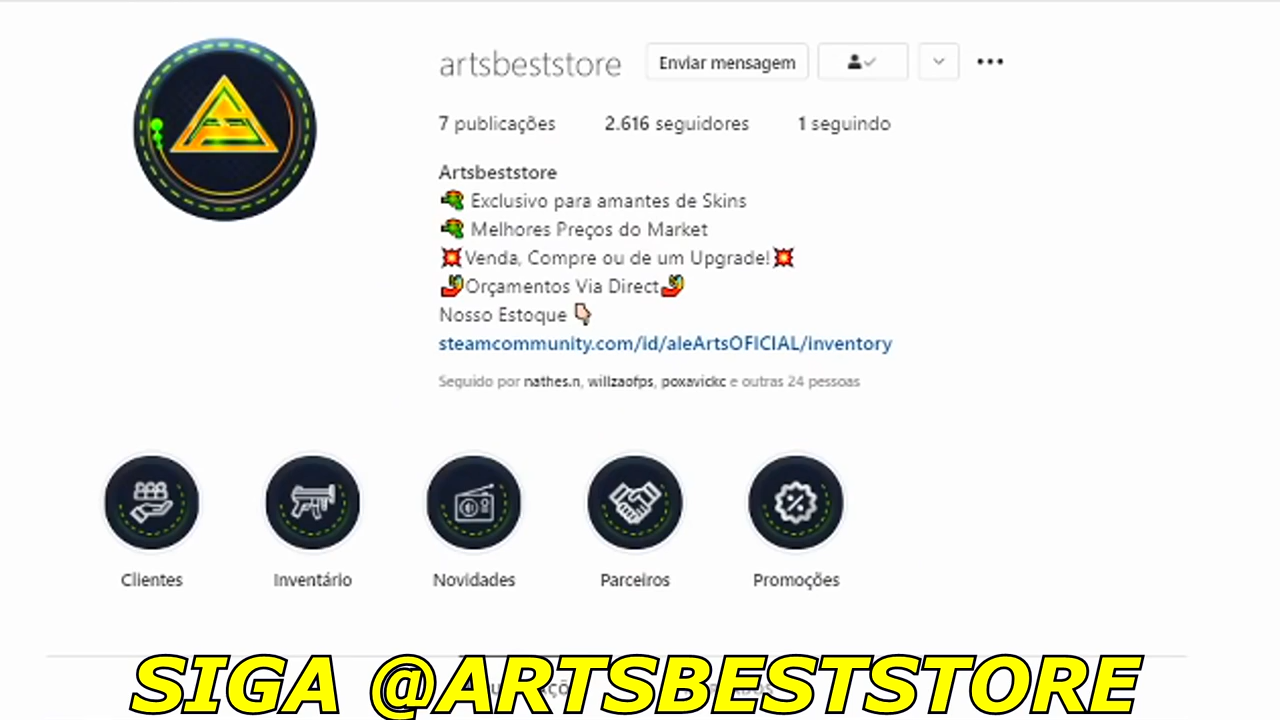 artsbeststore Enviar mensagem
7 publicações 2.616 seguidores 1 seguindo
Artsbeststore
Exclusivo para amantes de Skins
Melhores Preços do Market
Venda, Compre ou de um Upgrade!
Orçamentos Via Direct
Nosso Estoque
steamcommunity.com/id/aleArtsOFICIAL/inventory
Seguido por nathes.n, willzaofps, poxavickc e outras 24 pessoas
Clientes Inventário Novidades Parceiros Promoções
SIGA @ARTSBESTSTORE